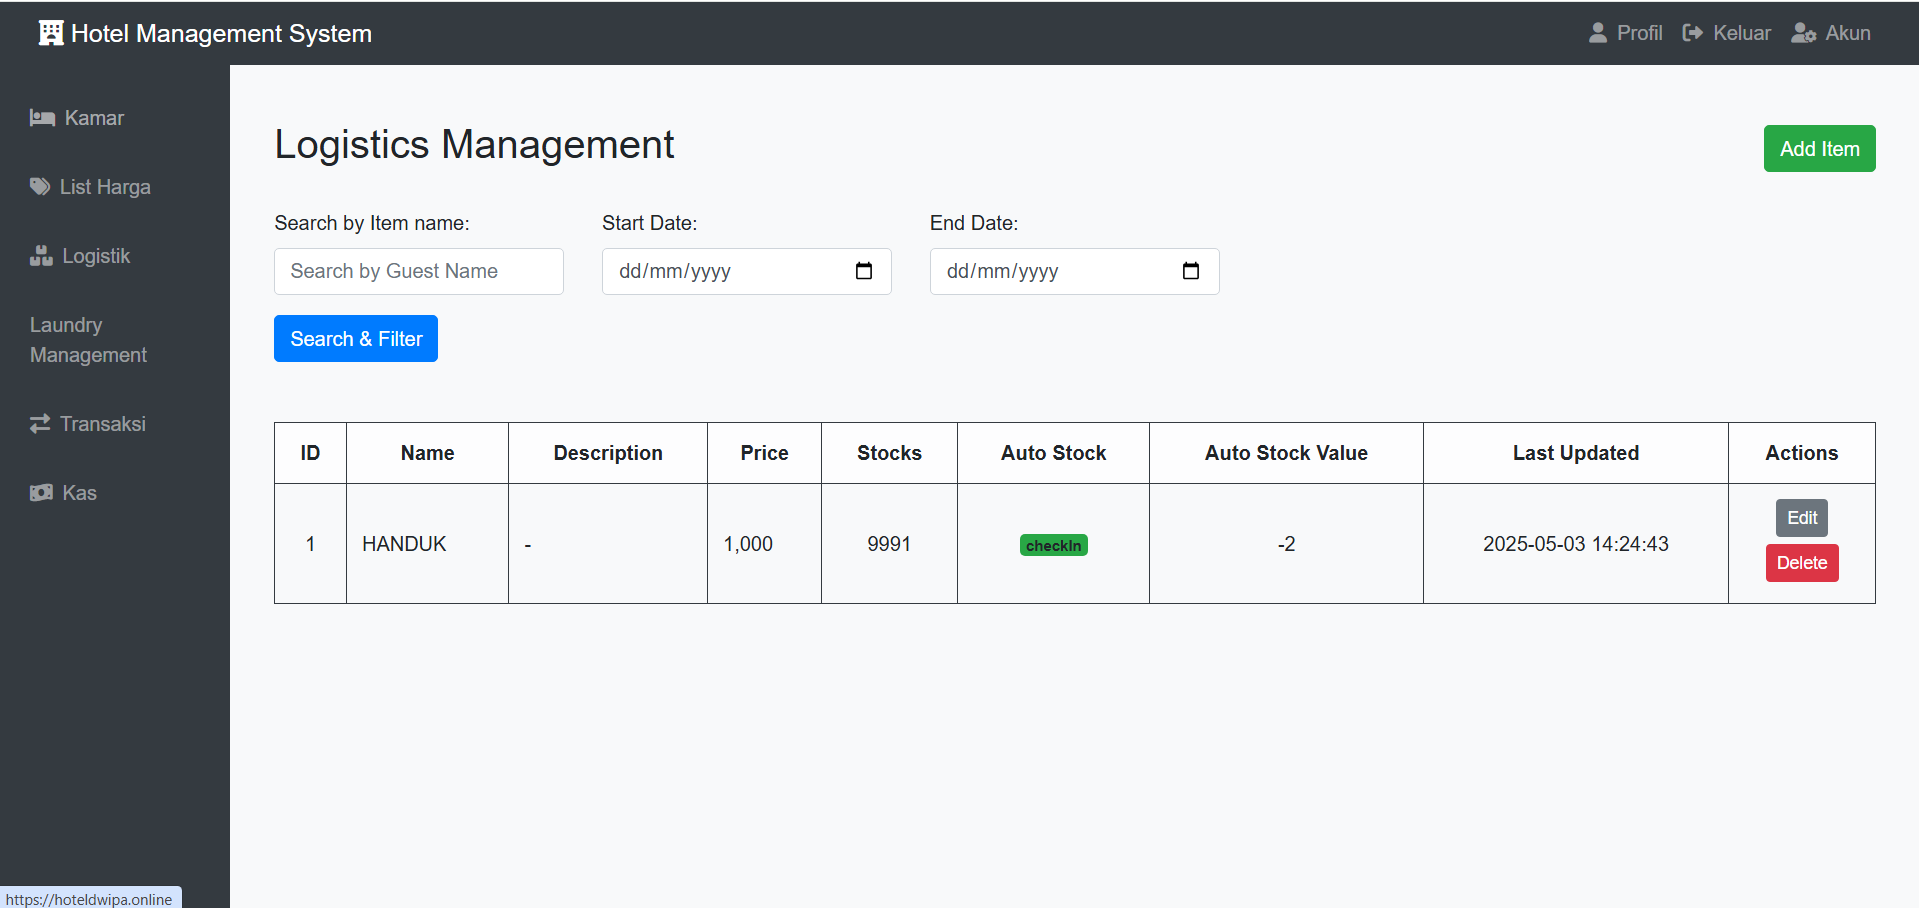 Hotel Management System
Profil
Keluar
Akun
Kamar
List Harga
Logistik
Laundry
Management
Transaksi
Kas
Logistics Management
Add Item
Search by Item name:
Start Date:
End Date:
Search by Guest Name
dd/mm/yyyy
dd/mm/yyyy
Search & Filter
ID Name Description Price Stocks Auto Stock Auto Stock Value Last Updated Actions
1 HANDUK - 1,000 9991 checkIn -2 2025-05-03 14:24:43 Edit
Delete
https://hoteldwipa.online